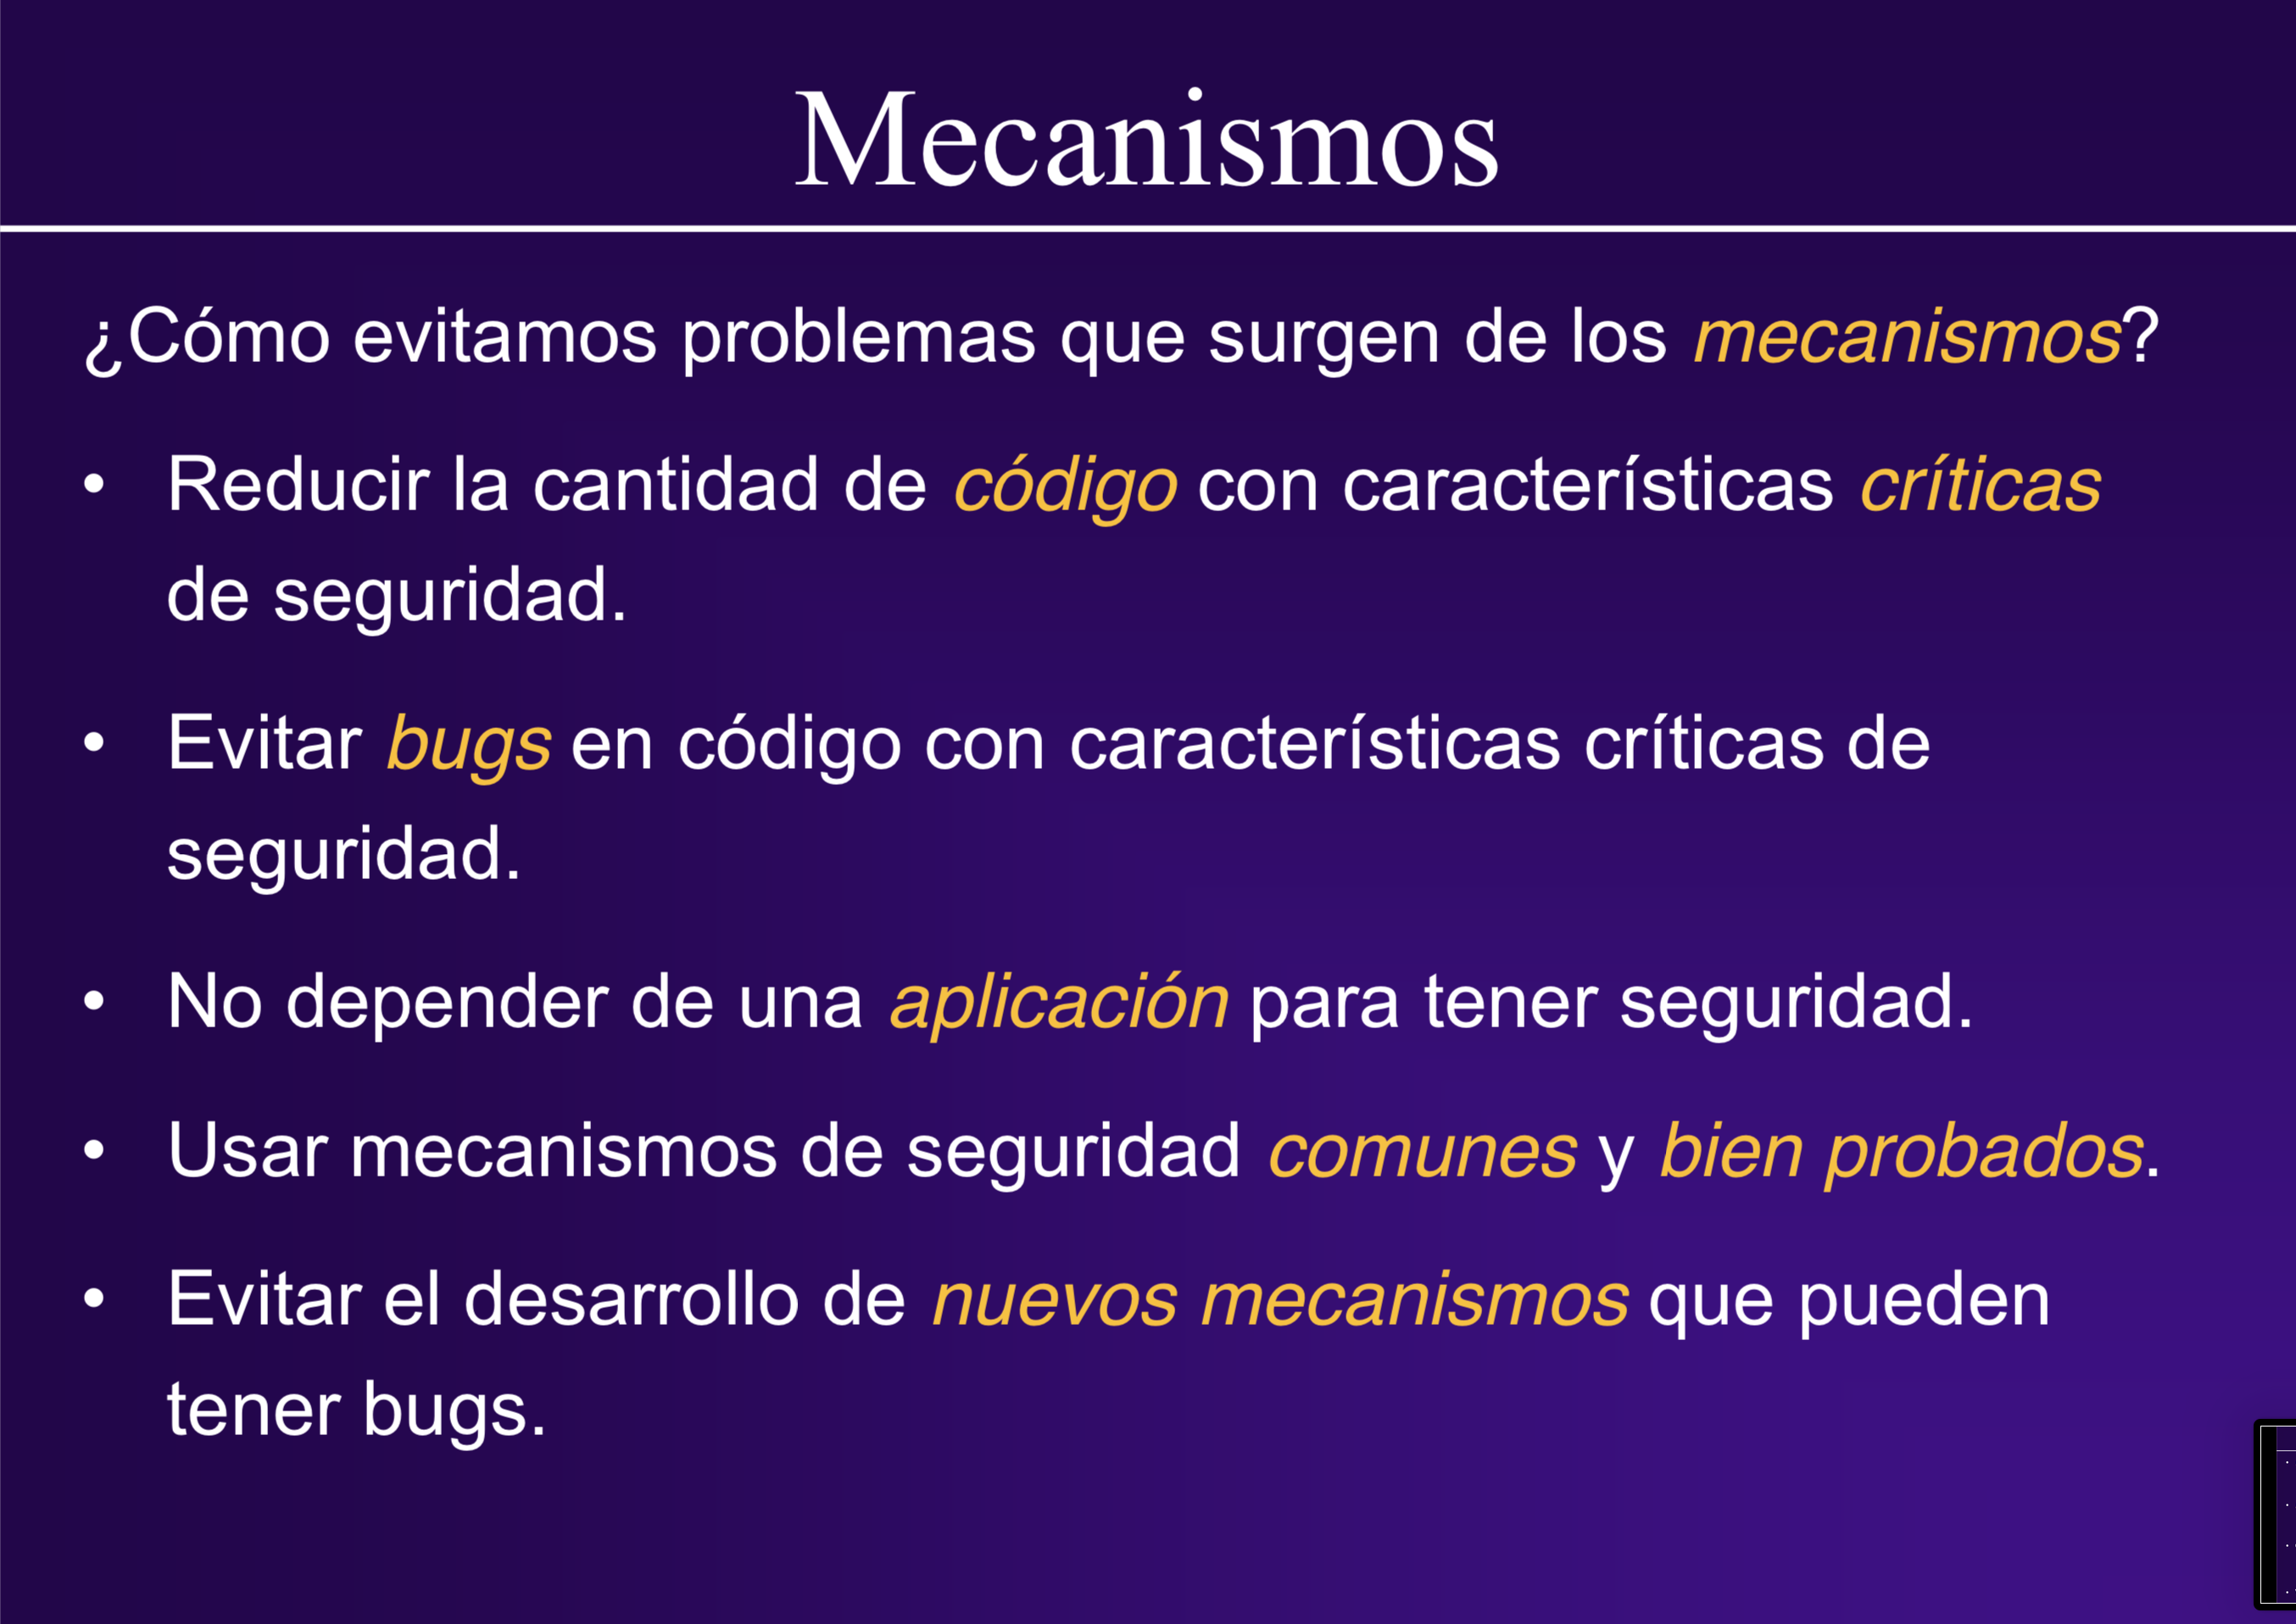 Mecanismos
¿Cómo evitamos problemas que surgen de los mecanismos?
• Reducir la cantidad de código con características críticas
de seguridad.
• Evitar bugs en código con características críticas de
seguridad.
• No depender de una aplicación para tener seguridad.
• Usar mecanismos de seguridad comunes y bien probados.
• Evitar el desarrollo de nuevos mecanismos que pueden
tener bugs.